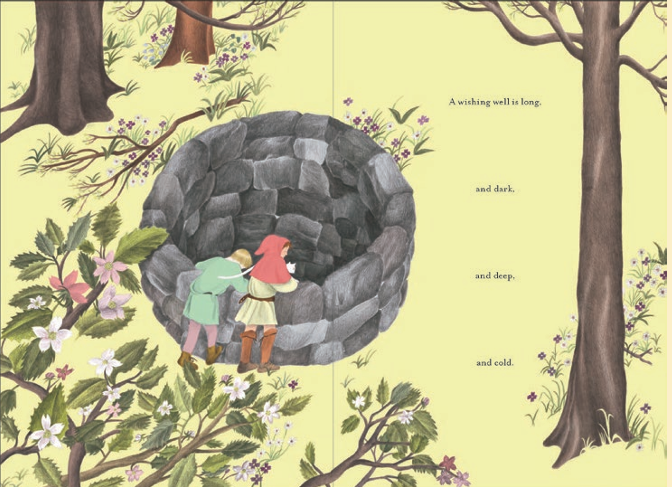 A wishing well is long,
and dark,
and deep,
and cold.